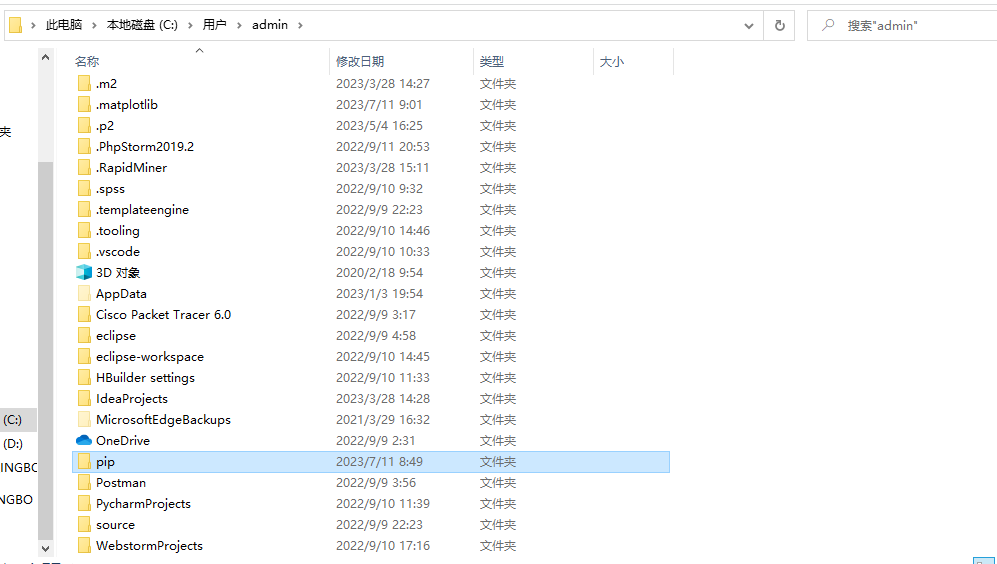 此电脑 本地磁盘 (C:) 用户 admin 搜索"admin"
名称 修改日期 类型 大小
.m2 2023/3/28 14:27 文件夹
.matplotlib 2023/7/11 9:01 文件夹
夹
.p2 2023/5/4 16:25 文件夹
.PhpStorm2019.2 2022/9/11 20:53 文件夹
.RapidMiner 2023/3/28 15:11 文件夹
.spss 2022/9/10 9:32 文件夹
.templateengine 2022/9/9 22:23 文件夹
.tooling 2022/9/10 14:46 文件夹
.vscode 2022/9/10 10:33 文件夹
3D 对象 2020/2/18 9:54 文件夹
AppData 2023/1/3 19:54 文件夹
Cisco Packet Tracer 6.0 2022/9/9 3:17 文件夹
eclipse 2022/9/9 4:58 文件夹
eclipse-workspace 2022/9/10 14:45 文件夹
HBuilder settings 2022/9/10 11:33 文件夹
IdeaProjects 2023/3/28 14:28 文件夹
(C:) MicrosoftEdgeBackups 2021/3/29 16:32 文件夹
(D:) OneDrive 2022/9/9 2:31 文件夹
INGBO pip 2023/7/11 8:49 文件夹
Postman 2022/9/9 3:56 文件夹
NGBO PycharmProjects 2022/9/10 11:39 文件夹
source 2022/9/9 22:23 文件夹
WebstormProjects 2022/9/10 17:16 文件夹